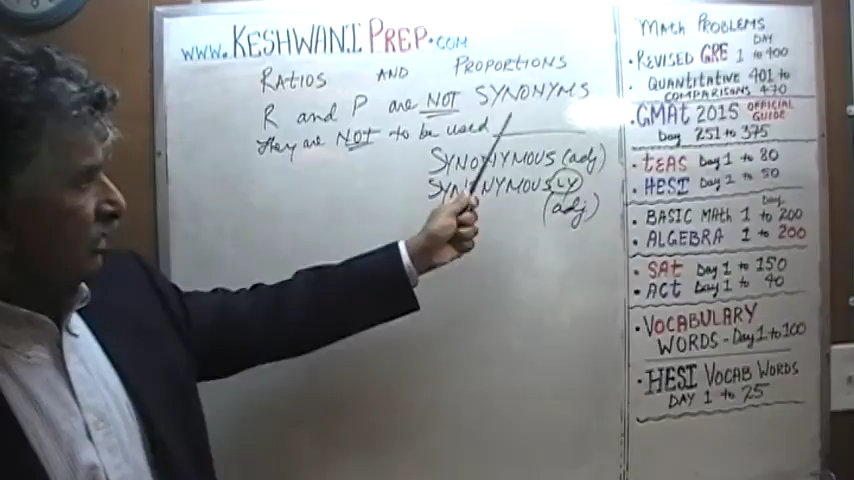 www.KESHWANI PREP.com
RATIOS AND PROPORTIONS
R and P are NOT SYNONYMS
they are NOT to be used
SYNONYMOUS (adj)
SYNONYMOUSLY
(adj)
MATH PROBLEMS
DAY
• REVISED GRE 1 to 400
• QUANTITATIVE 401 to
COMPARISONS 470
• GMAt 2015 OFFICIAL GUIDE
Day 251 to 375
• tEAS Day 1 to 80
• HESI Day 1 to 50
Day
• BASIC MAth 1 to 200
• ALGEBRA 1 to 200
• SAt Day 1 to 150
• ACt Day 1 to 40
• VOCABULARY
WORDS - Day 1 to 100
• HESI VOCAB WORDS
DAY 1 to 25